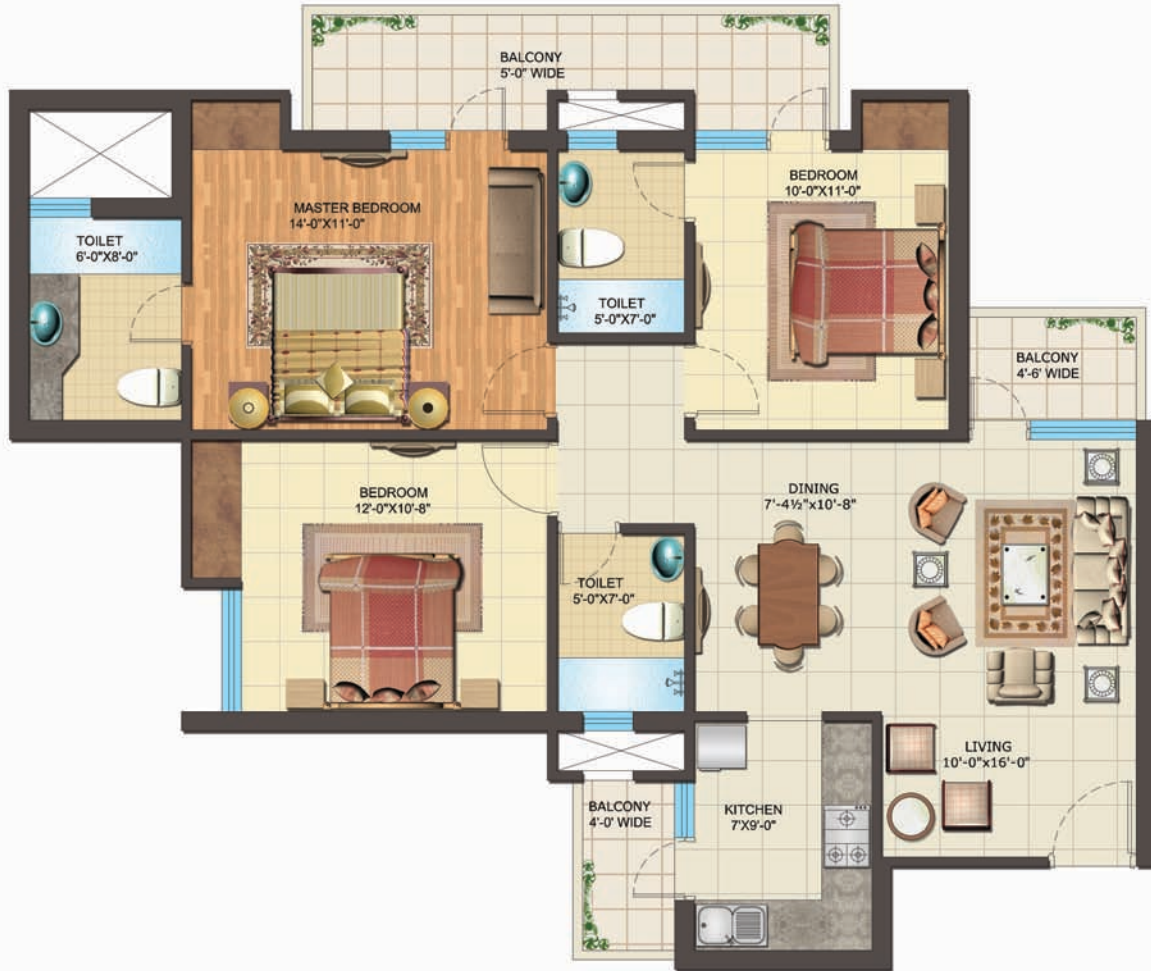 BALCONY
5'-0" WIDE
BEDROOM
10'-0"X11'-0"
MASTER BEDROOM
14'-0"X11'-0"
TOILET
6'-0"X8'-0"
TOILET
5'-0"X7'-0"
BALCONY
4'-6' WIDE
BEDROOM
12'-0"X10'-8"
DINING
7'-4½"x10'-8"
TOILET
5'-0"X7'-0"
LIVING
10'-0"x16'-0"
BALCONY
4'-0' WIDE
KITCHEN
7'X9'-0"